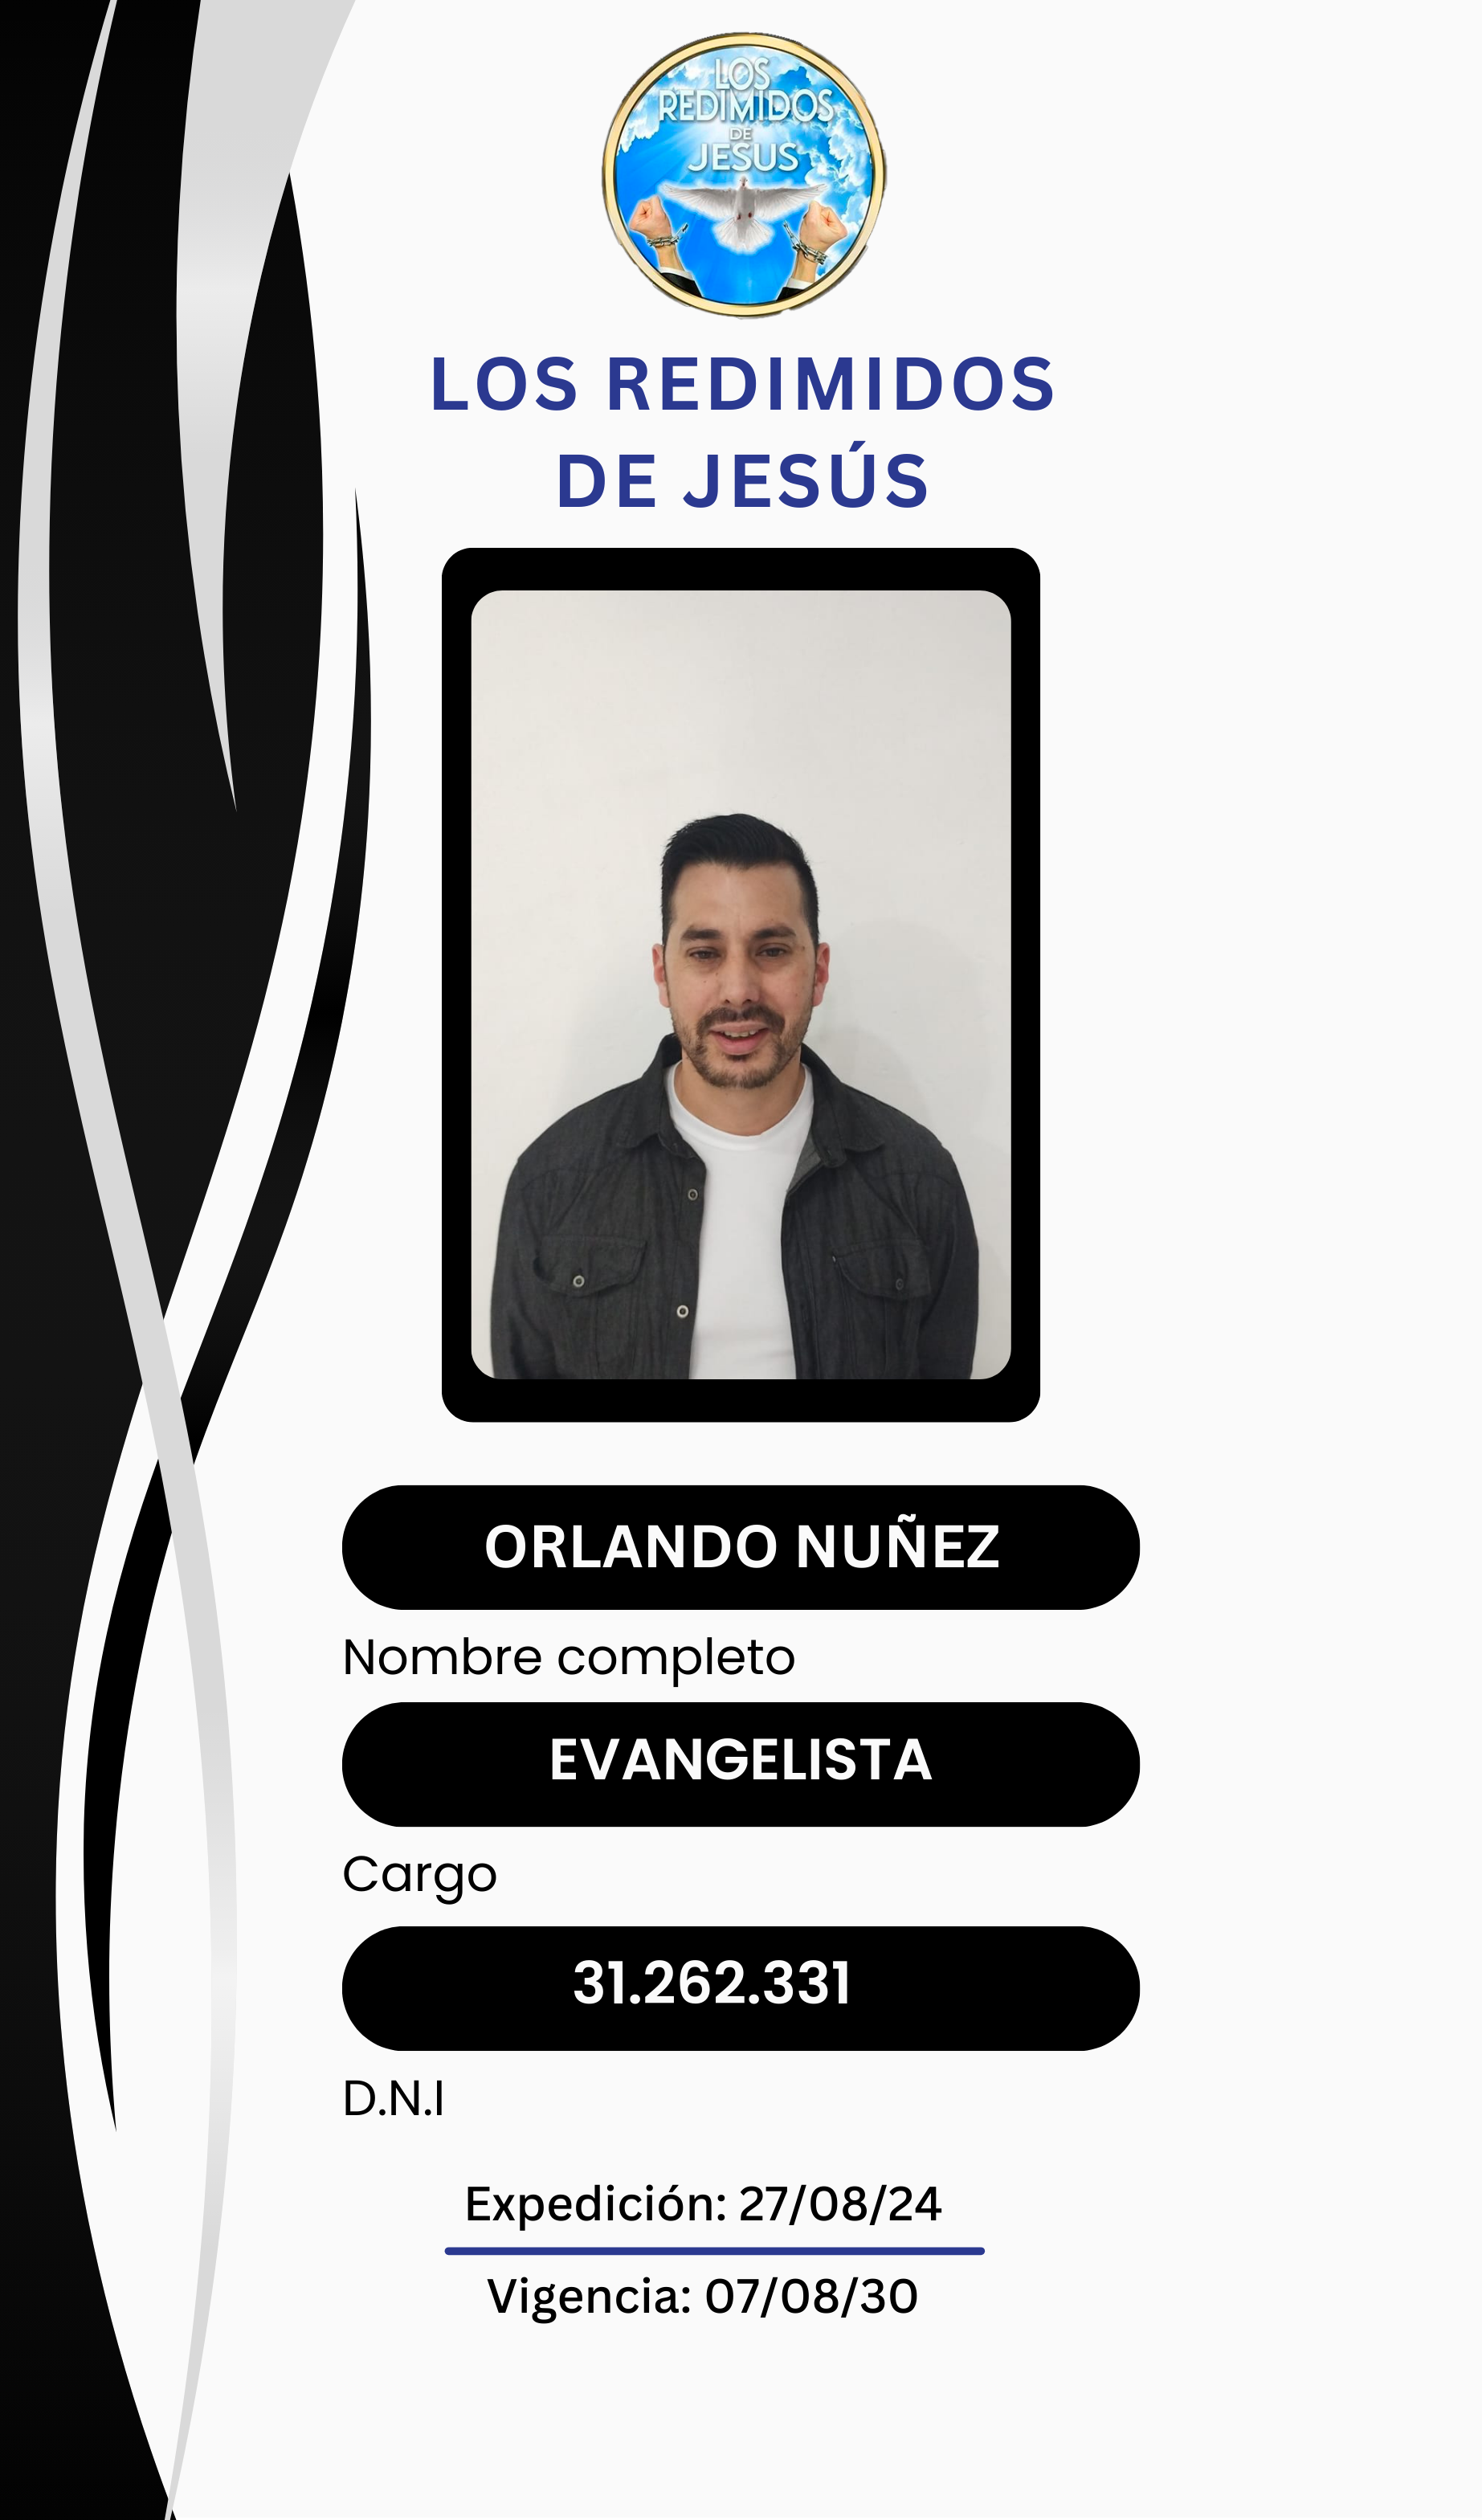 LOS
REDIMIDOS
DE
JESUS
LOS REDIMIDOS
DE JESÚS
ORLANDO NUÑEZ
Nombre completo
EVANGELISTA
Cargo
31.262.331
D.N.I
Expedición: 27/08/24
Vigencia: 07/08/30